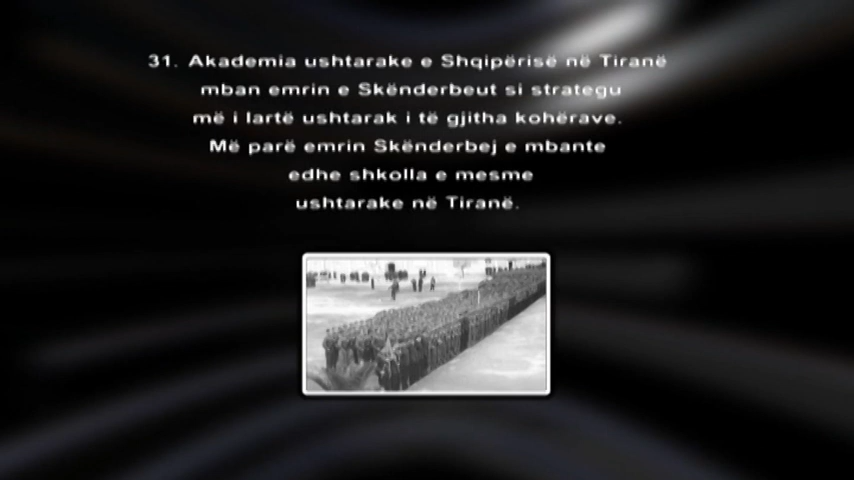 31. Akademia ushtarake e Shqipërisë në Tiranë
mban emrin e Skënderbeut si strategu
më i lartë ushtarak i të gjitha kohërave.
Më parë emrin Skënderbej e mbante
edhe shkolla e mesme
ushtarake në Tiranë.